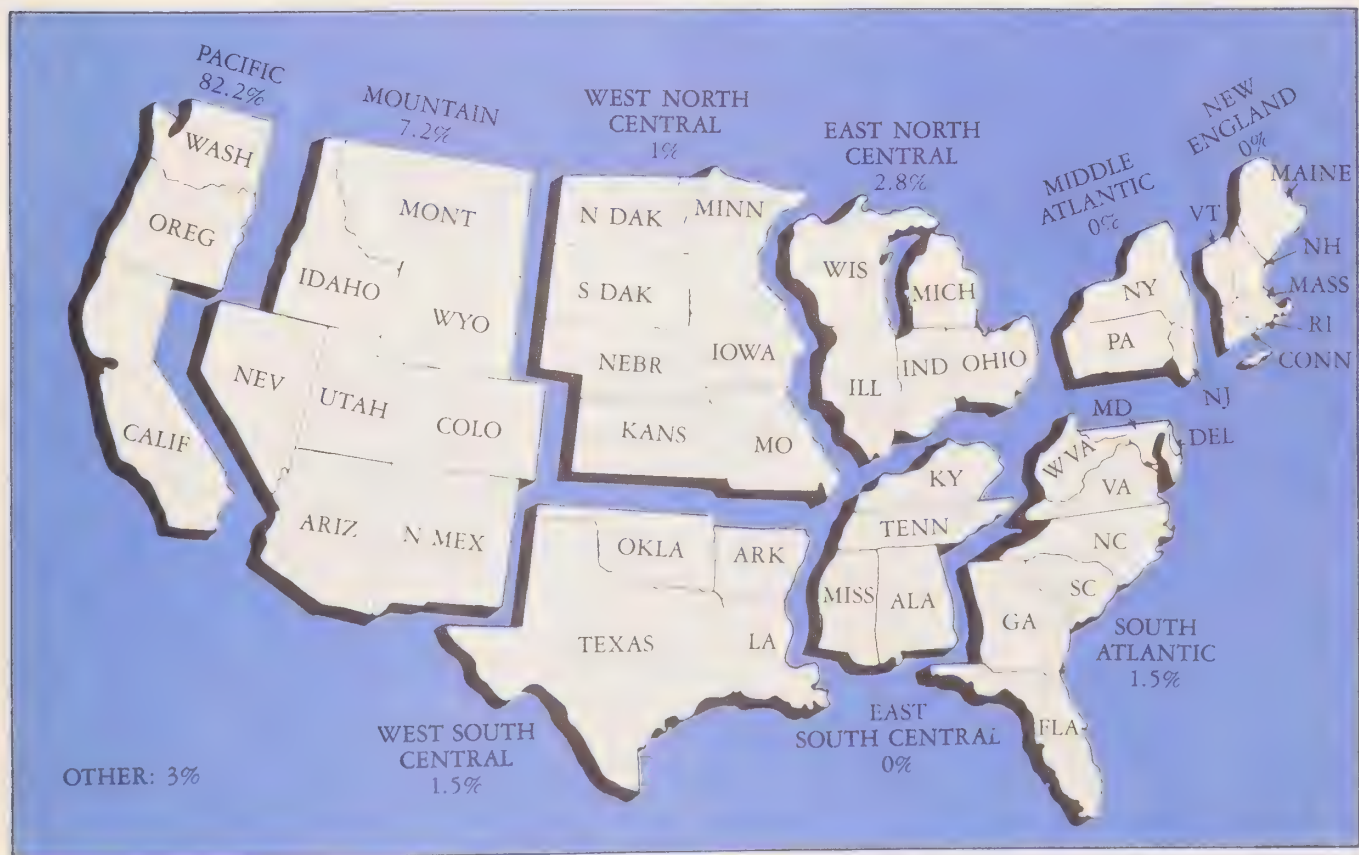 PACIFIC
82.2%
MOUNTAIN
7.2%
WEST NORTH
CENTRAL
1%
EAST NORTH
CENTRAL
2.8%
MIDDLE
ATLANTIC
0%
NEW
ENGLAND
0%
WASH
OREG
CALIF
MONT
IDAHO
WYO
NEV
UTAH
COLO
ARIZ
N MEX
N DAK
MINN
S DAK
NEBR
IOWA
KANS
MO
WIS
MICH
ILL
IND
OHIO
NY
PA
NJ
MAINE
VT
NH
MASS
RI
CONN
MD
DEL
W VA
VA
NC
SC
GA
FLA
KY
TENN
MISS
ALA
OKLA
ARK
TEXAS
LA
SOUTH
ATLANTIC
1.5%
EAST
SOUTH CENTRAL
0%
WEST SOUTH
CENTRAL
1.5%
OTHER: 3%